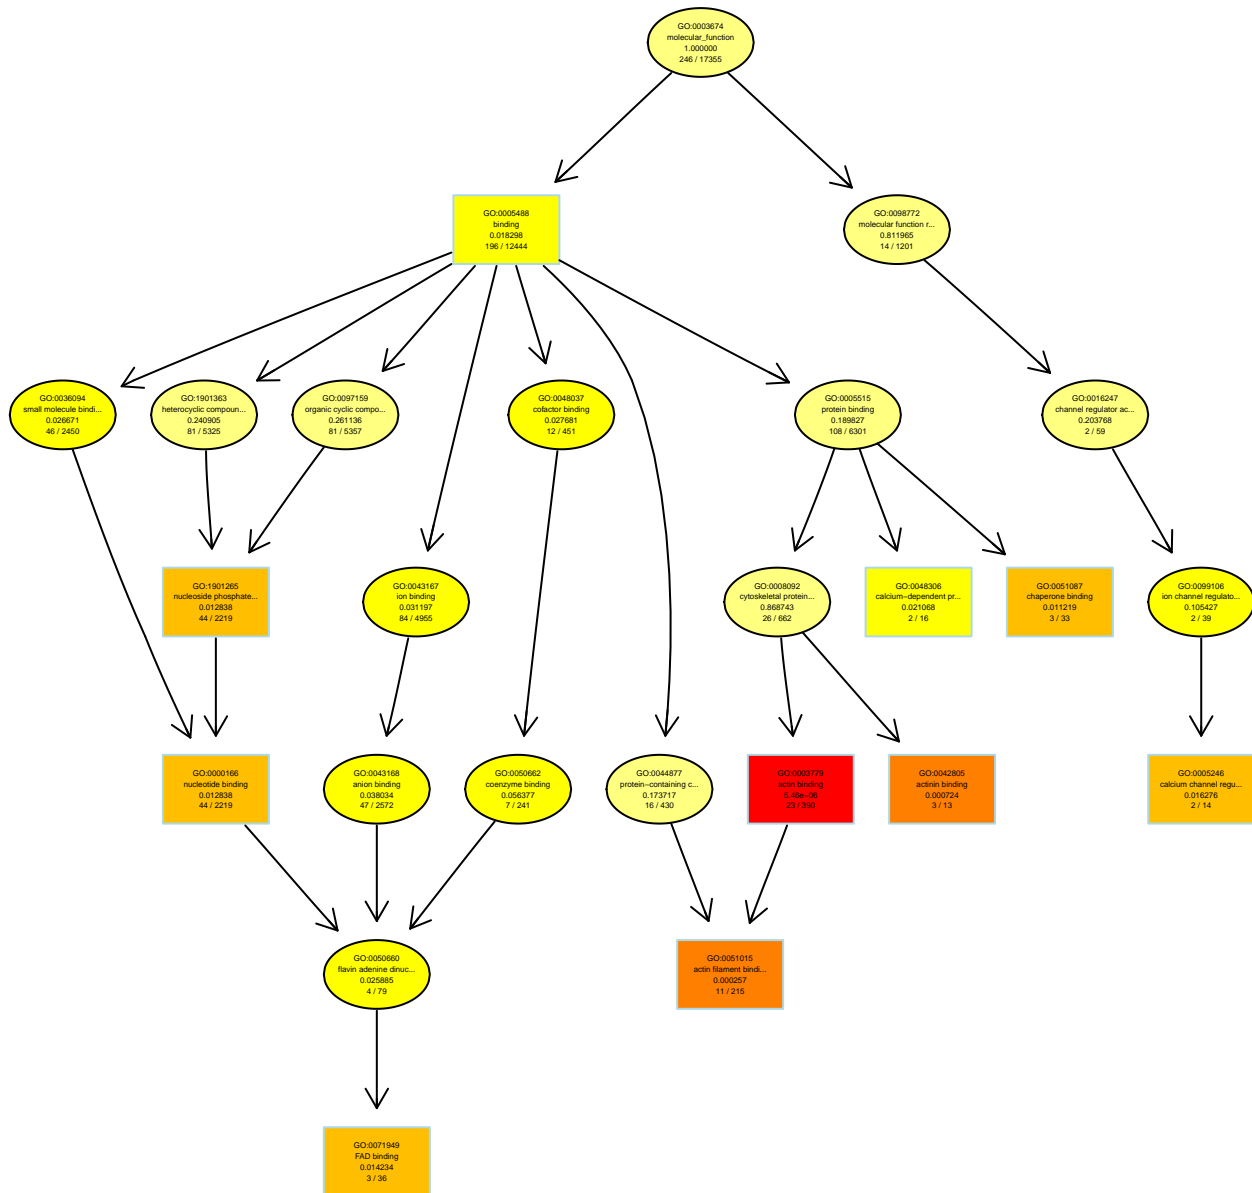 GO:0003674
molecular_function
1.000000
246 / 17355
GO:0005488
binding
0.018298
196 / 12444
GO:0098772
molecular function r...
0.811965
14 / 1201
GO:0036094
small molecule bindi...
0.026671
46 / 2450
GO:1901363
heterocyclic compoun...
0.240905
81 / 5325
GO:0097159
organic cyclic compo...
0.261136
81 / 5357
GO:0048037
cofactor binding
0.027681
12 / 451
GO:0005515
protein binding
0.189827
108 / 6301
GO:0016247
channel regulator ac...
0.203768
2 / 59
GO:1901265
nucleoside phosphate...
0.012838
44 / 2219
GO:0043167
ion binding
0.031197
84 / 4955
GO:0008092
cytoskeletal protein...
0.868743
26 / 662
GO:0048306
calcium−dependent pr...
0.021068
2 / 16
GO:0051087
chaperone binding
0.011219
3 / 33
GO:0099106
ion channel regulato...
0.105427
2 / 39
GO:0000166
nucleotide binding
0.012838
44 / 2219
GO:0043168
anion binding
0.038034
47 / 2572
GO:0050662
coenzyme binding
0.056377
7 / 241
GO:0044877
protein−containing c...
0.173717
16 / 430
GO:0003779
actin binding
5.46e−06
23 / 390
GO:0042805
actinin binding
0.000724
3 / 13
GO:0005246
calcium channel regu...
0.016276
2 / 14
GO:0050660
flavin adenine dinuc...
0.025885
4 / 79
GO:0051015
actin filament bindi...
0.000257
11 / 215
GO:0071949
FAD binding
0.014234
3 / 36